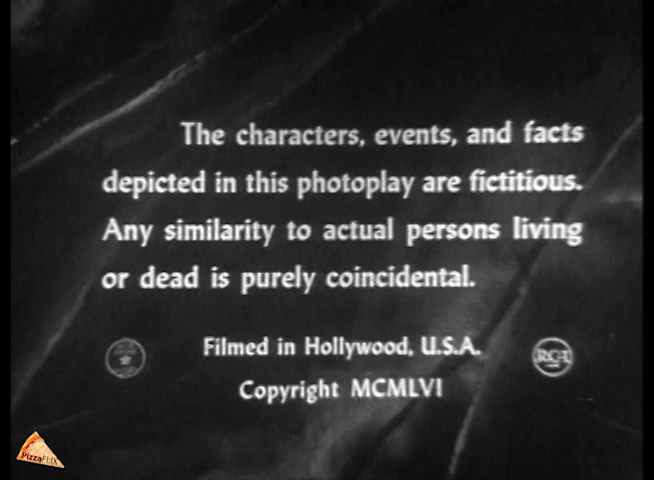 The characters, events, and facts
depicted in this photoplay are fictitious.
Any similarity to actual persons living
or dead is purely coincidental.
Filmed in Hollywood, U.S.A.
RCA
Copyright MCMLVI
PizzaFLIX